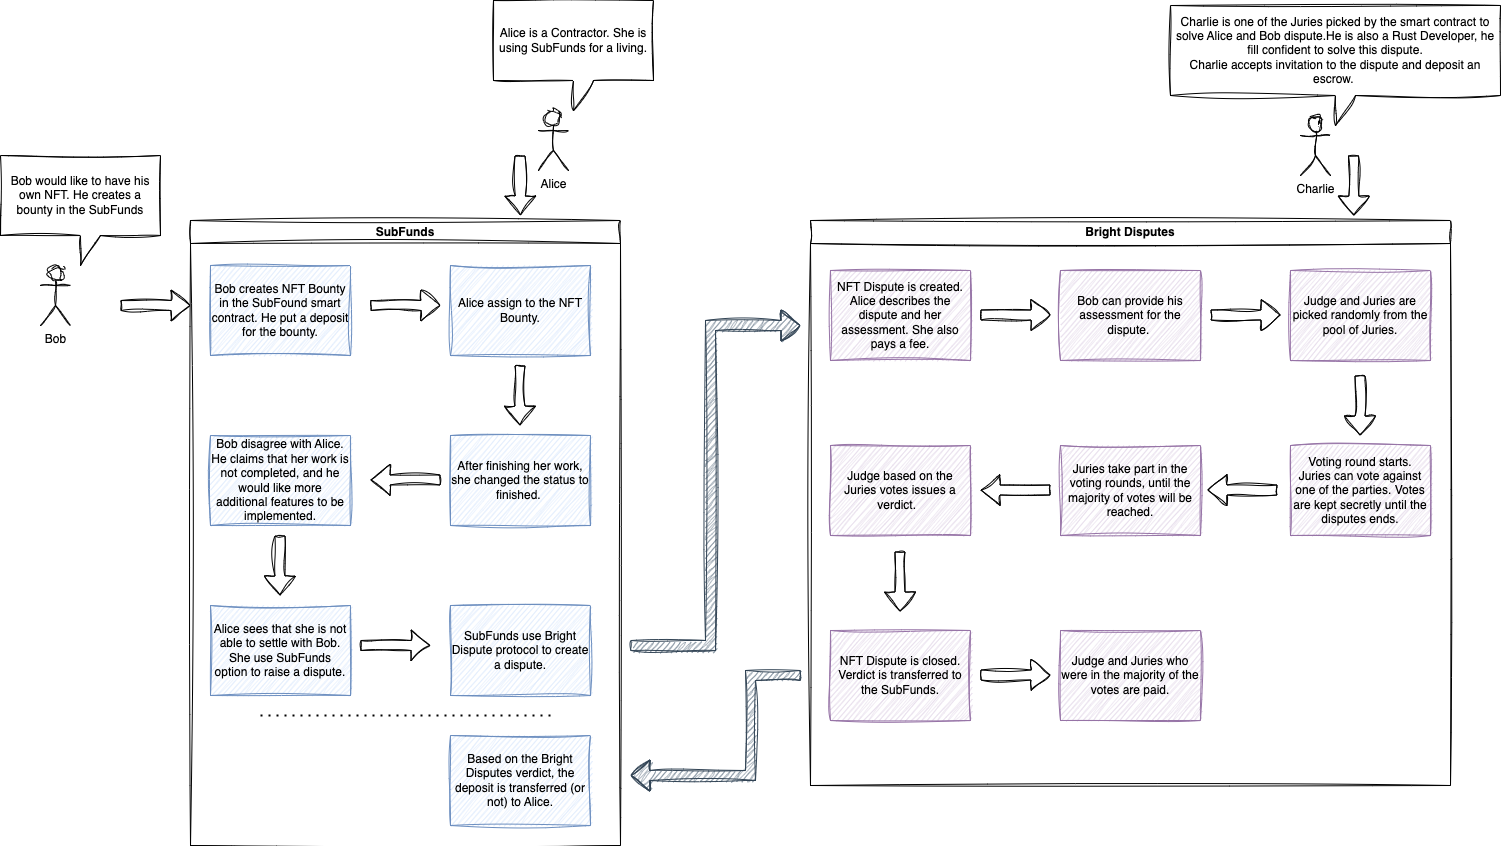 Alice is a Contractor. She is
using SubFunds for a living.
Alice
Charlie is one of the Juries picked by the smart contract to
solve Alice and Bob dispute.He is also a Rust Developer, he
fill confident to solve this dispute.
Charlie accepts invitation to the dispute and deposit an
escrow.
Charlie
Bob would like to have his
own NFT. He creates a
bounty in the SubFunds
Bob
SubFunds
Bob creates NFT Bounty
in the SubFound smart
contract. He put a deposit
for the bounty.
Alice assign to the NFT
Bounty.
After finishing her work,
she changed the status to
finished.
Bob disagree with Alice.
He claims that her work is
not completed, and he
would like more
additional features to be
implemented.
Alice sees that she is not
able to settle with Bob.
She use SubFunds
option to raise a dispute.
SubFunds use Bright
Dispute protocol to create
a dispute.
Based on the Bright
Disputes verdict, the
deposit is transferred (or
not) to Alice.
Bright Disputes
NFT Dispute is created.
Alice describes the
dispute and her
assessment. She also
pays a fee.
Bob can provide his
assessment for the
dispute.
Judge and Juries are
picked randomly from the
pool of Juries.
Voting round starts.
Juries can vote against
one of the parties. Votes
are kept secretly until the
disputes ends.
Juries take part in the
voting rounds, until the
majority of votes will be
reached.
Judge based on the
Juries votes issues a
verdict.
NFT Dispute is closed.
Verdict is transferred to
the SubFunds.
Judge and Juries who
were in the majority of the
votes are paid.